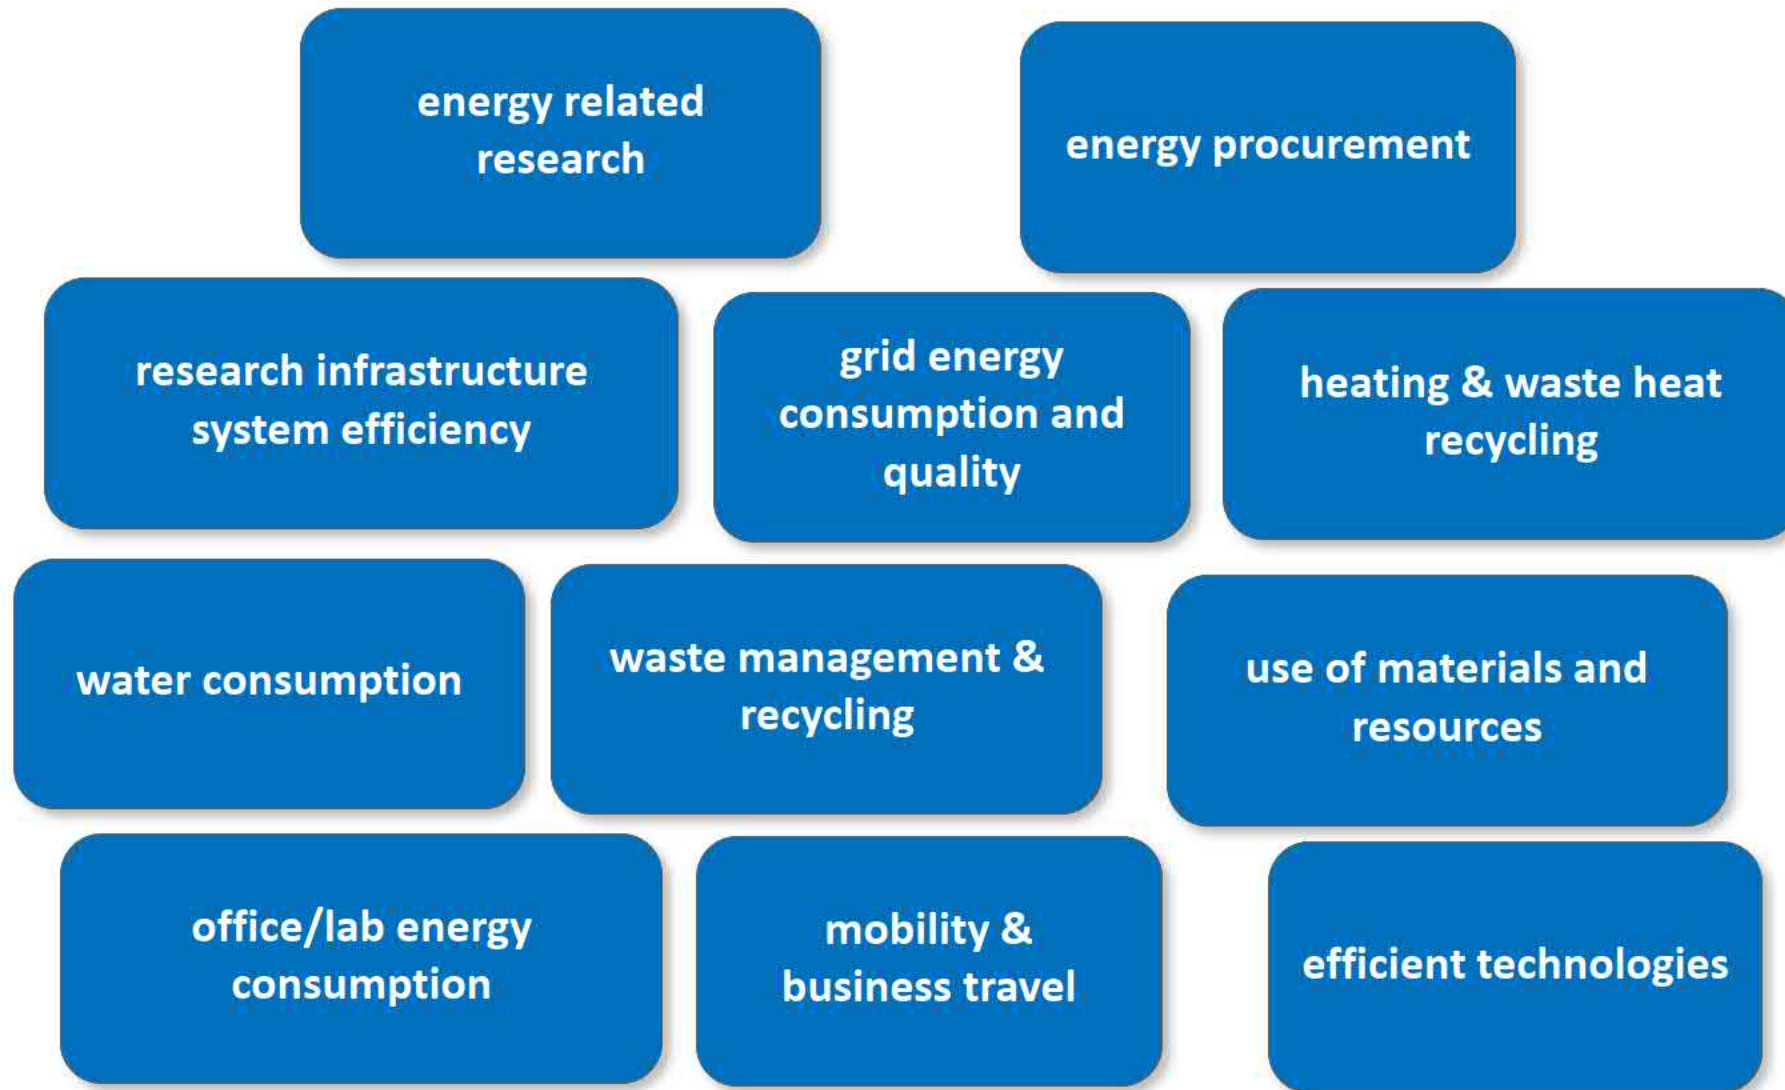 energy related
research
energy procurement
research infrastructure
system efficiency
grid energy
consumption and
quality
heating & waste heat
recycling
water consumption
waste management &
recycling
use of materials and
resources
office/lab energy
consumption
mobility &
business travel
efficient technologies